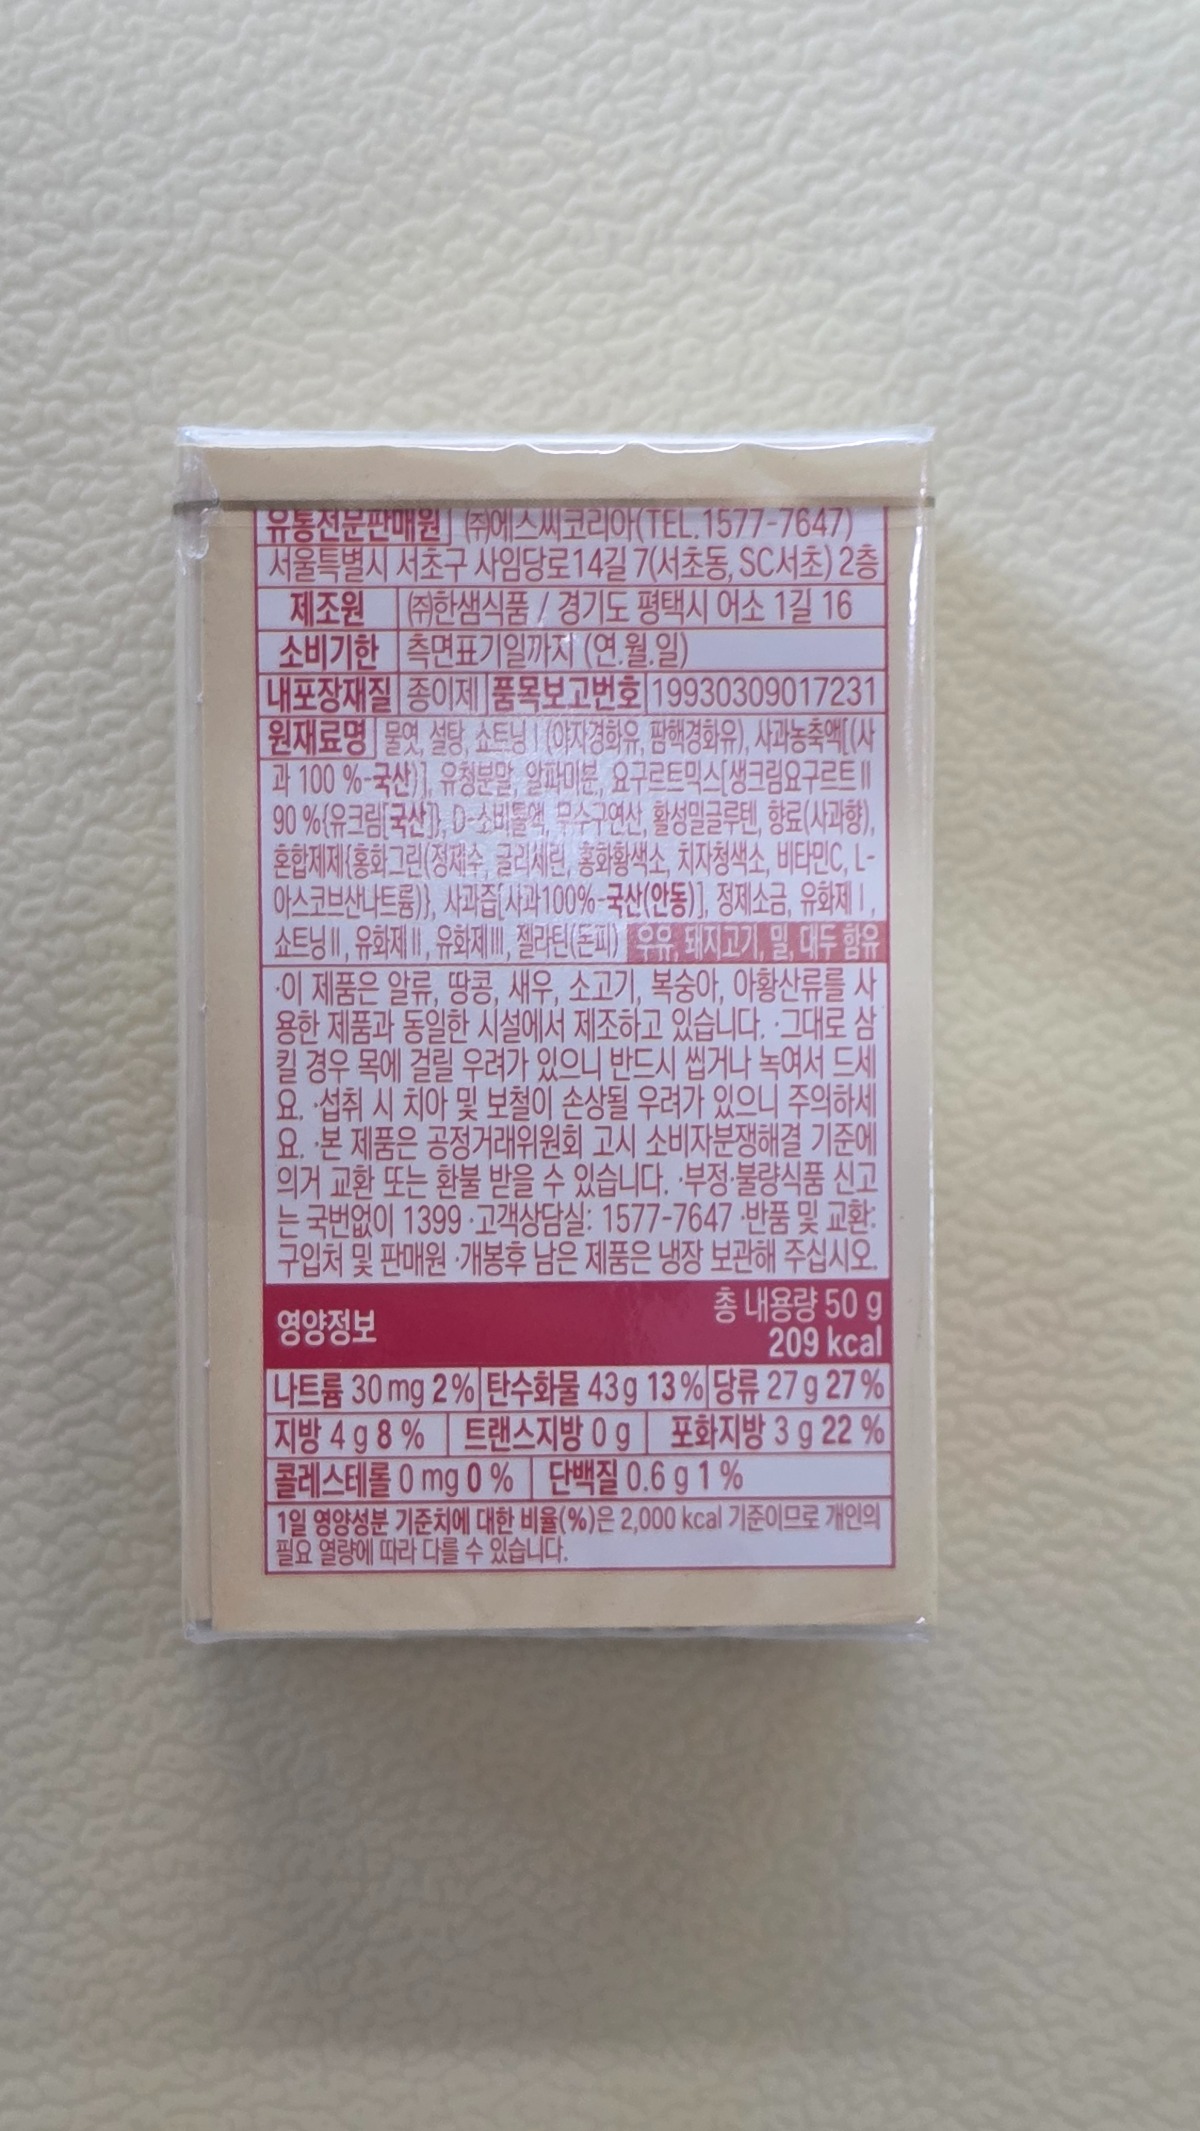 유통전문판매원 (주)에스씨코리아(TEL.1577-7647)
서울특별시 서초구 사임당로14길 7(서초동, SC서초) 2층
제조원 ㈜한샘식품 / 경기도 평택시 어소 1길 16
소비기한 측면표기일까지 (연.월.일)
내포장재질 종이제 품목보고번호 19930309017231
원재료명 물엿, 설탕, 쇼트닝Ⅰ(야자경화유, 팜핵경화유), 사과농축액[(사
과 100 %-국산)], 유청분말, 알파미분, 요구르트믹스[생크림요구르트Ⅱ
90 %{유크림[국산]}, D-소비톨액, 무수구연산, 활성밀글루텐, 향료(사과향),
혼합제제{홍화그린(정제수, 글리세린, 홍화황색소, 치자청색소, 비타민C, L-
아스코브산나트륨)}, 사과즙[사과100%-국산(안동)], 정제소금, 유화제Ⅰ,
쇼트닝Ⅱ, 유화제Ⅱ, 유화제Ⅲ, 젤라틴(돈피) 우유, 돼지고기, 밀, 대두 함유
·이 제품은 알류, 땅콩, 새우, 소고기, 복숭아, 아황산류를 사
용한 제품과 동일한 시설에서 제조하고 있습니다. ·그대로 삼
킬 경우 목에 걸릴 우려가 있으니 반드시 씹거나 녹여서 드세
요. ·섭취 시 치아 및 보철이 손상될 우려가 있으니 주의하세
요. ·본 제품은 공정거래위원회 고시 소비자분쟁해결 기준에
의거 교환 또는 환불 받을 수 있습니다. ·부정·불량식품 신고
는 국번없이 1399 ·고객상담실: 1577-7647 ·반품 및 교환:
구입처 및 판매원 ·개봉후 남은 제품은 냉장 보관해 주십시오.
영양정보 총 내용량 50 g
209 kcal
나트륨 30 mg 2 % 탄수화물 43 g 13 % 당류 27 g 27 %
지방 4 g 8 % 트랜스지방 0 g 포화지방 3 g 22 %
콜레스테롤 0 mg 0 % 단백질 0.6 g 1 %
1일 영양성분 기준치에 대한 비율(%)은 2,000 kcal 기준이므로 개인의
필요 열량에 따라 다를 수 있습니다.